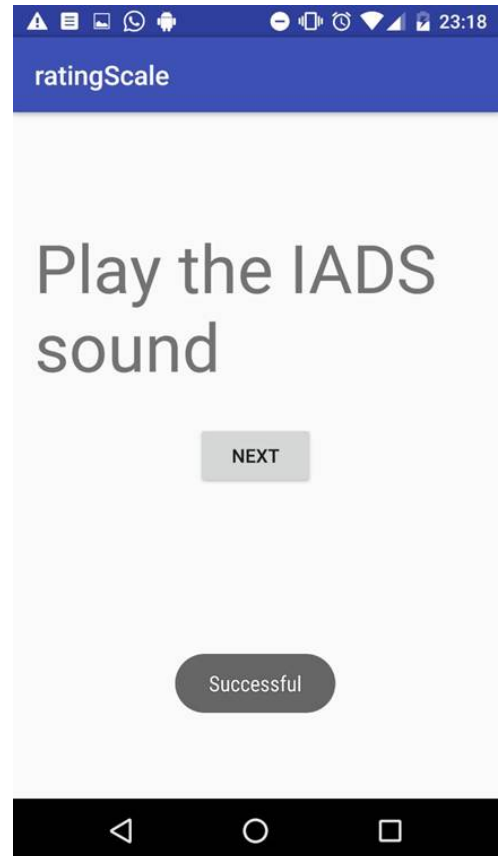 23:18
ratingScale
Play the IADS
sound
NEXT
Successful